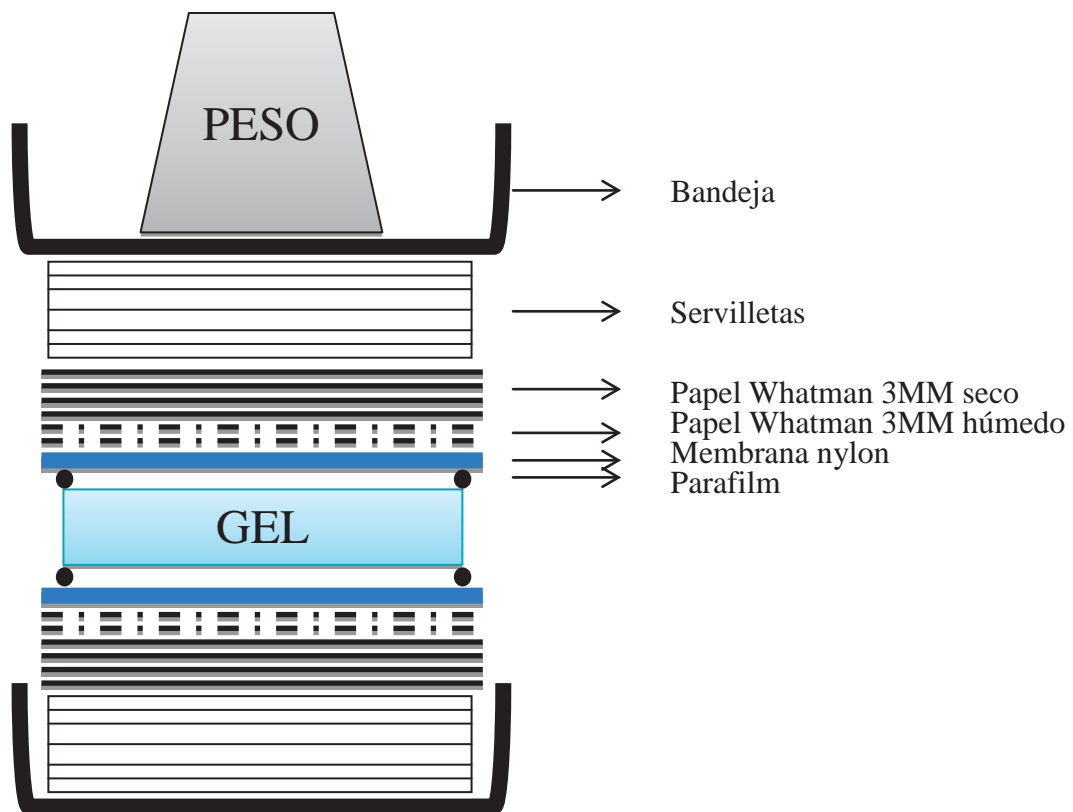 PESO
Bandeja
Servilletas
Papel Whatman 3MM seco
Papel Whatman 3MM húmedo
Membrana nylon
Parafilm
GEL